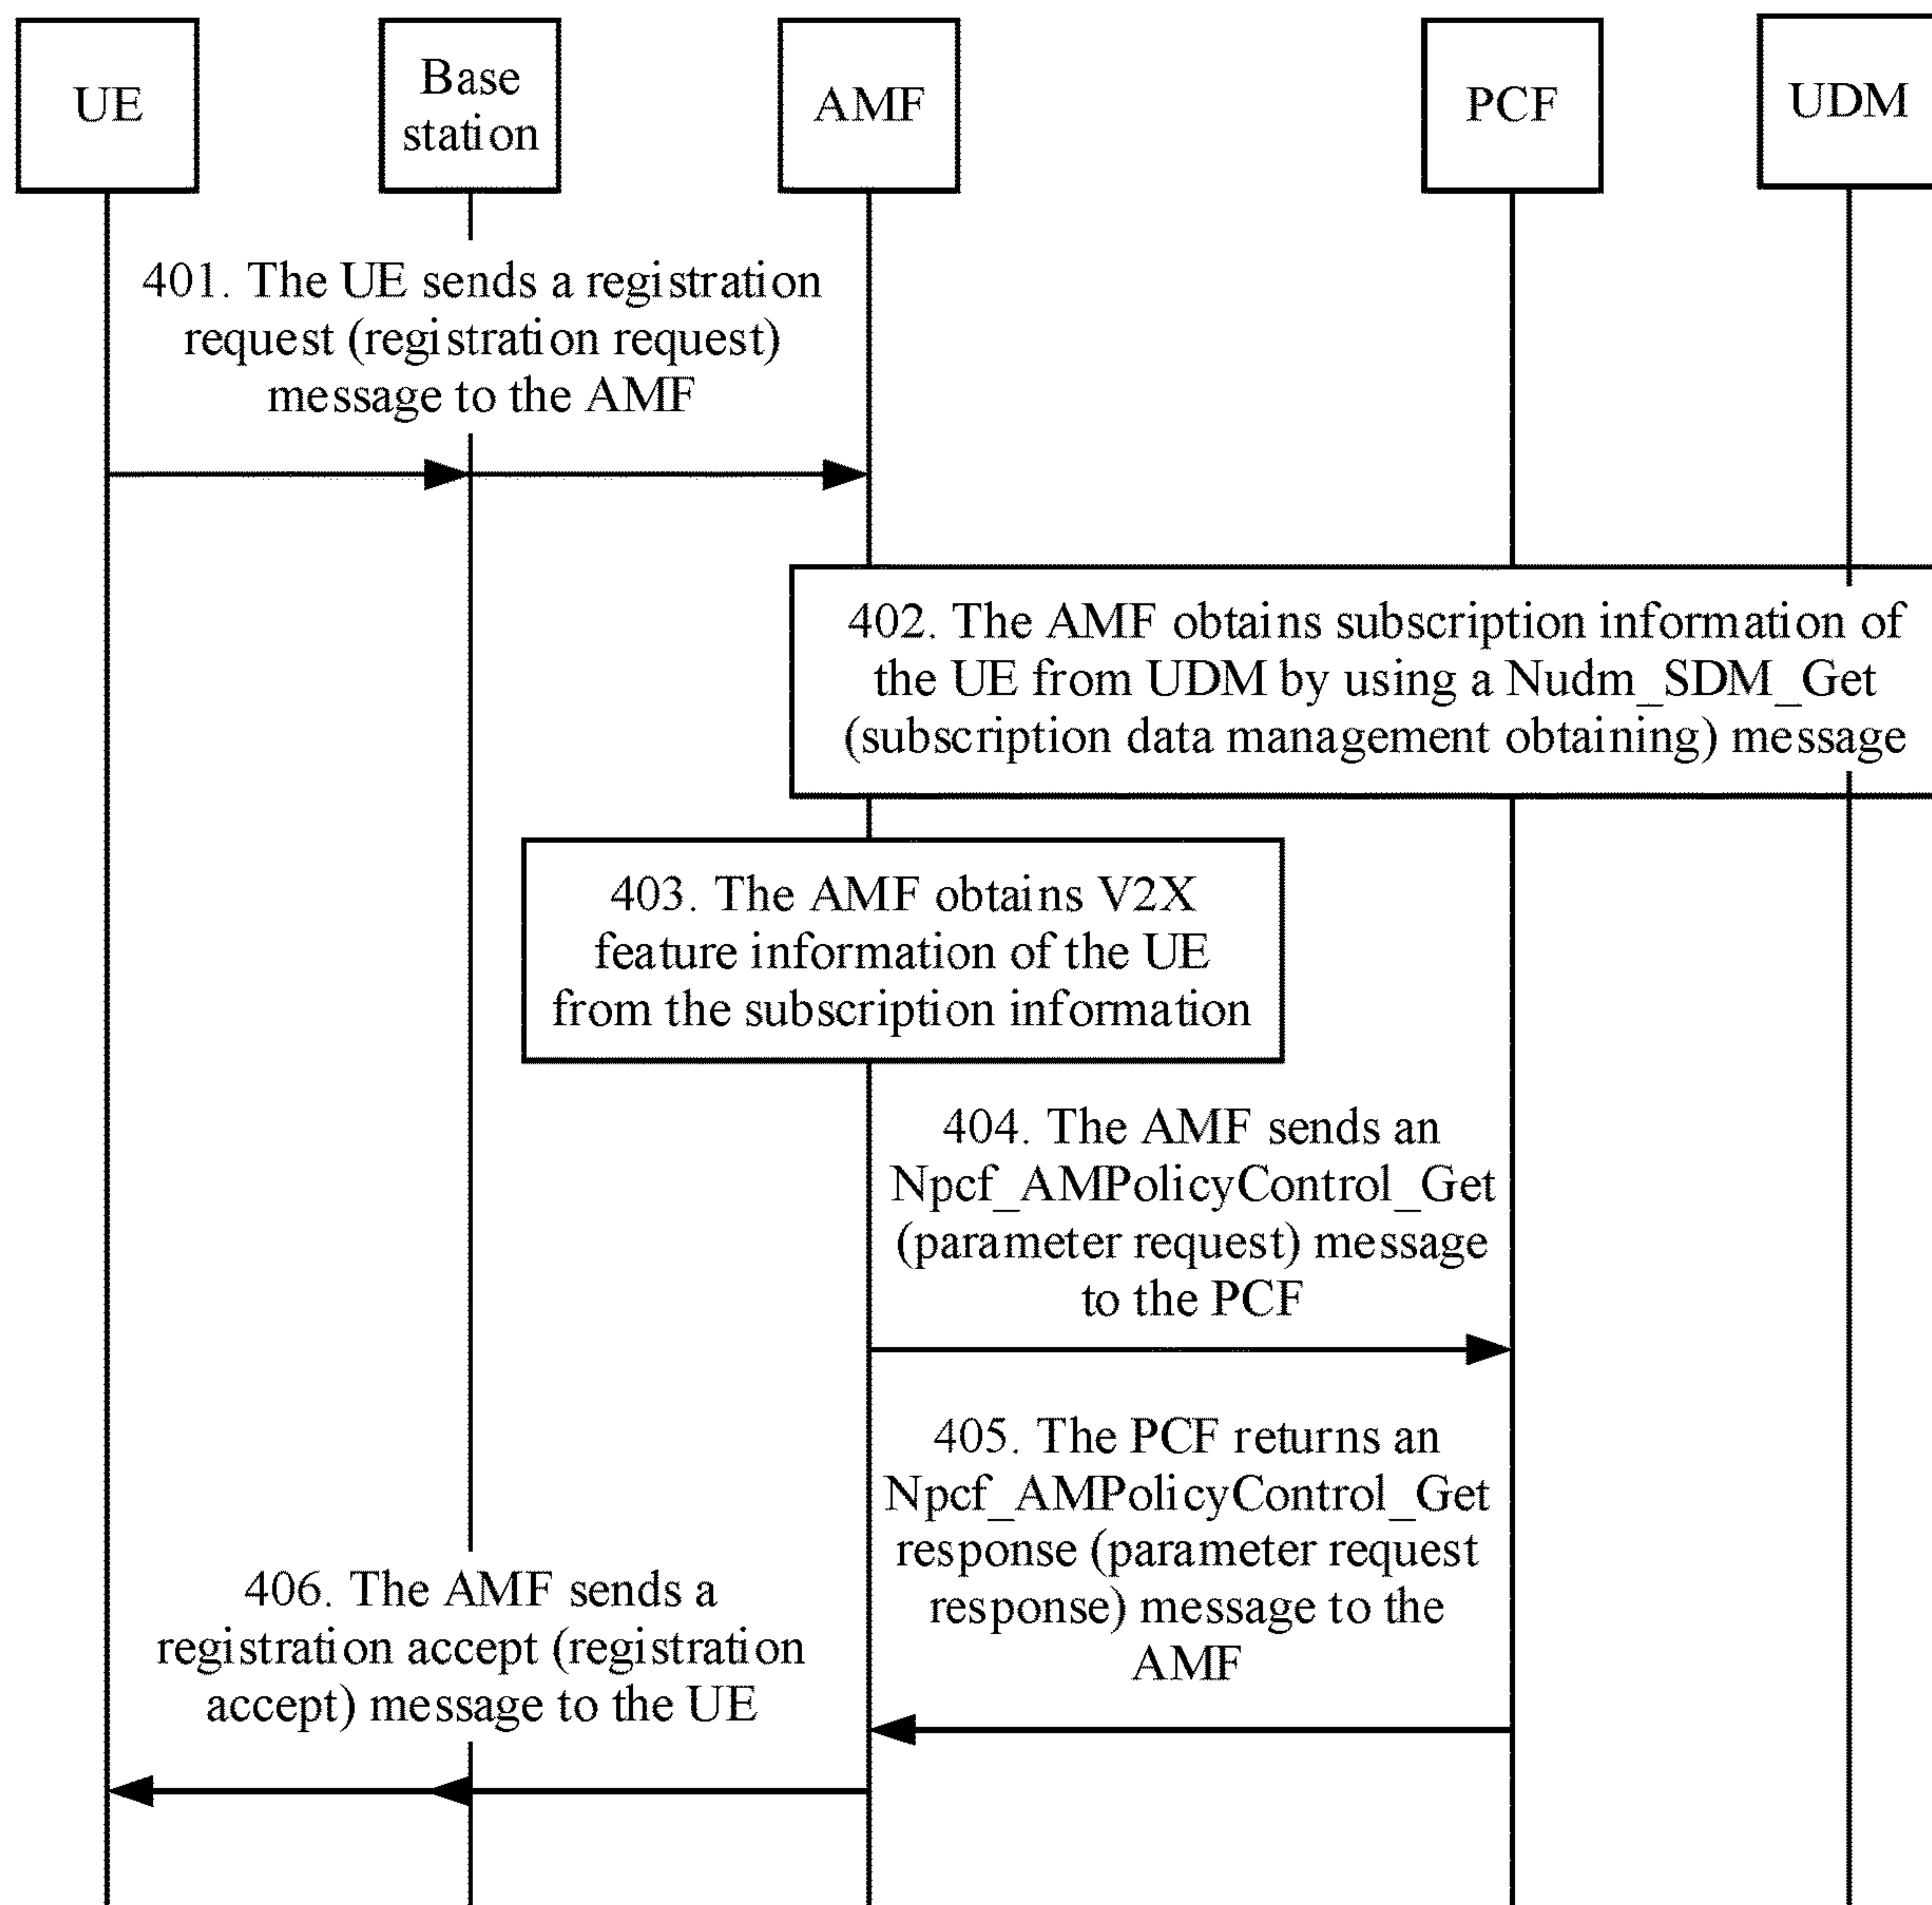 UE
Base
station
AMF
PCF
UDM
401. The UE sends a registration
request (registration request)
message to the AMF
402. The AMF obtains subscription information of
the UE from UDM by using a Nudm_SDM_Get
(subscription data management obtaining) message
403. The AMF obtains V2X
feature information of the UE
from the subscription information
404. The AMF sends an
Npcf_AMPolicyControl_Get
(parameter request) message
to the PCF
405. The PCF returns an
Npcf_AMPolicyControl_Get
response (parameter request
response) message to the
AMF
406. The AMF sends a
registration accept (registration
accept) message to the UE